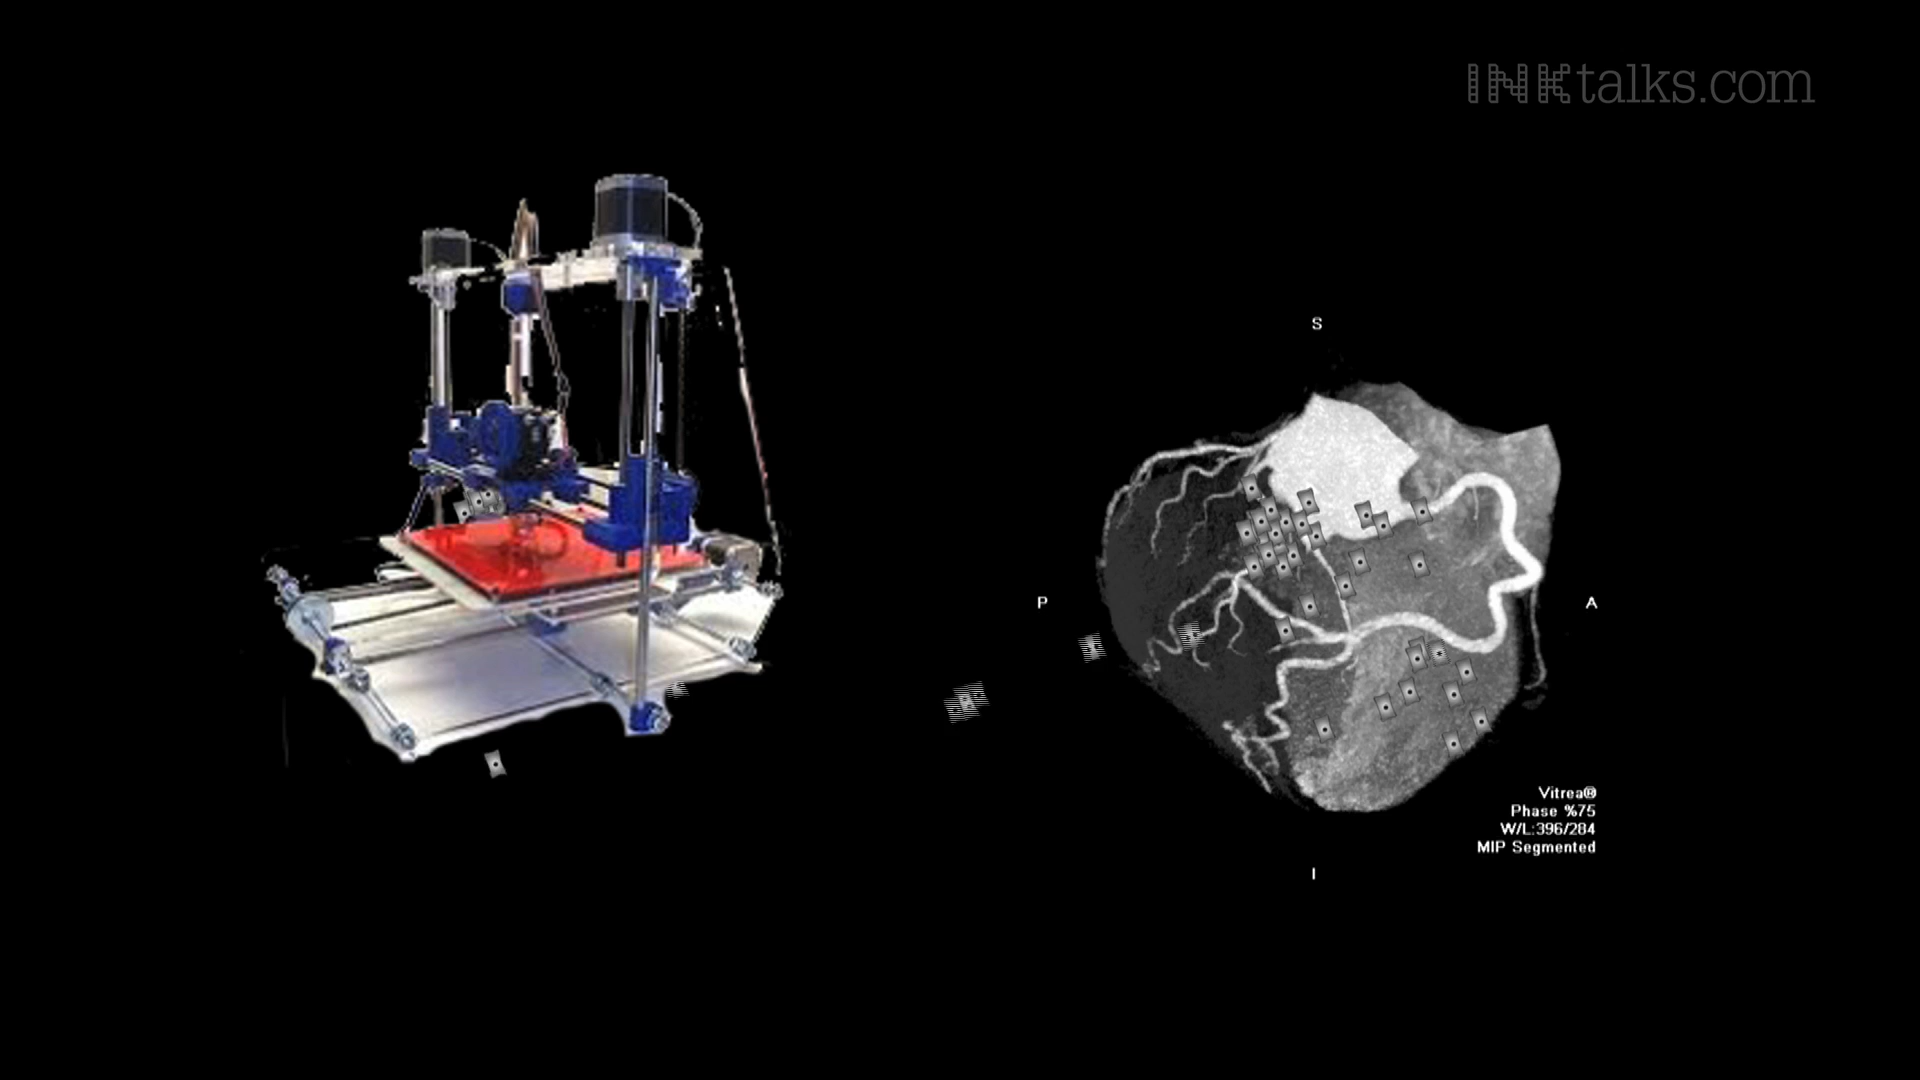 INKtalks.com
S
P
A
Vitrea®
Phase %75
W/L:396/284
MIP Segmented
I